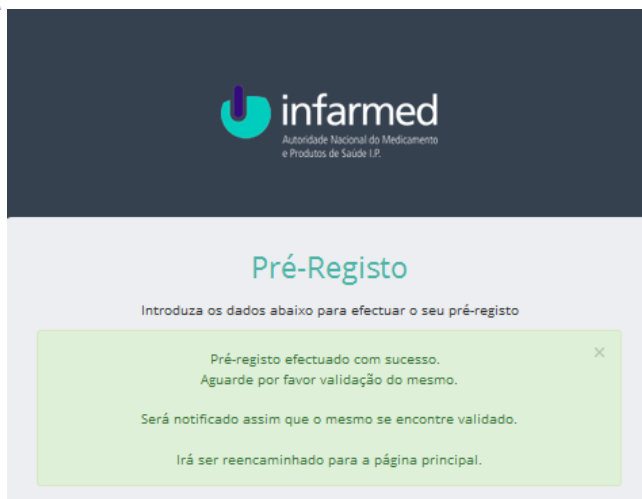 infarmed
Autoridade Nacional do Medicamento
e Produtos de Saúde I.P.
Pré-Registo
Introduza os dados abaixo para efectuar o seu pré-registo
Pré-registo efectuado com sucesso.
Aguarde por favor validação do mesmo.
Será notificado assim que o mesmo se encontre validado.
Irá ser reencaminhado para a página principal.